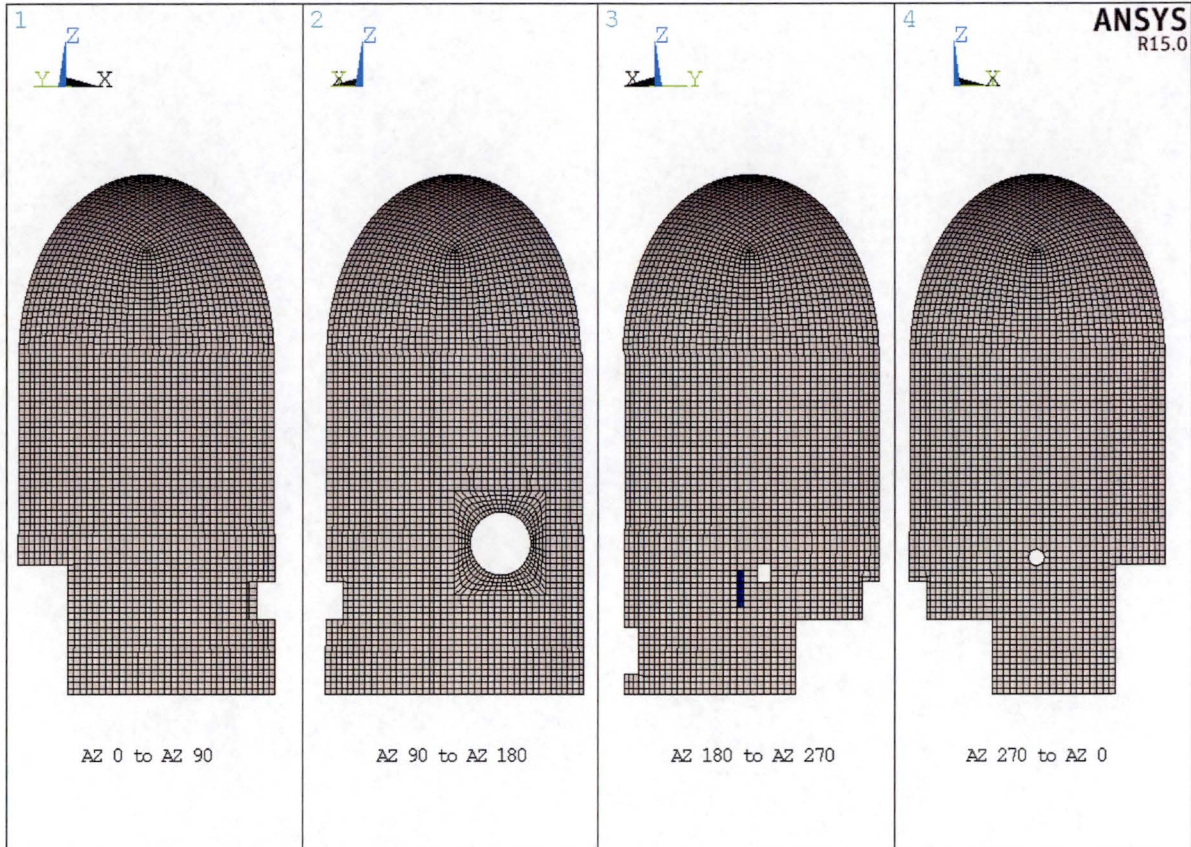 1
2
3
4
ANSYS
R15.0
Z
Y X
Z
X
Z
X Y
Z
X
AZ 0 to AZ 90
AZ 90 to AZ 180
AZ 180 to AZ 270
AZ 270 to AZ 0